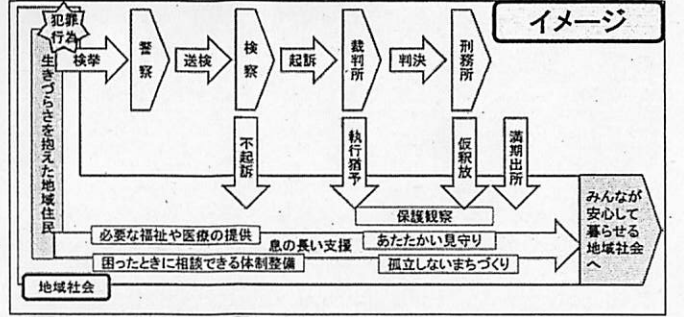 イメージ
犯罪
行為
生きづらさを抱えた地域住民
検挙
警察
送検
検察
起訴
裁判所
判決
刑務所
不起訴
執行猶予
仮釈放
満期出所
保護観察
必要な福祉や医療の提供
息の長い支援
あたたかい見守り
困ったときに相談できる体制整備
孤立しないまちづくり
みんなが
安心して
暮らせる
地域社会
へ
地域社会